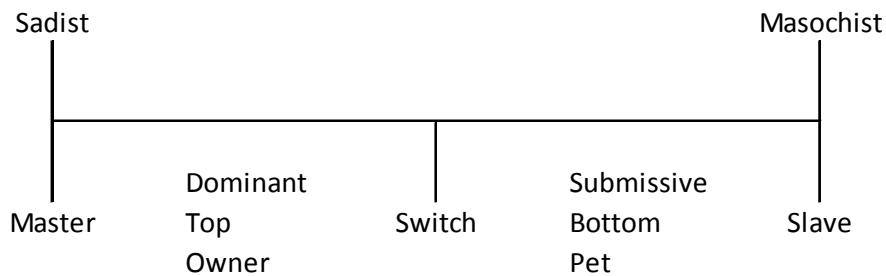 Sadist Masochist
Dominant Submissive
Master Top Switch Bottom Slave
Owner Pet